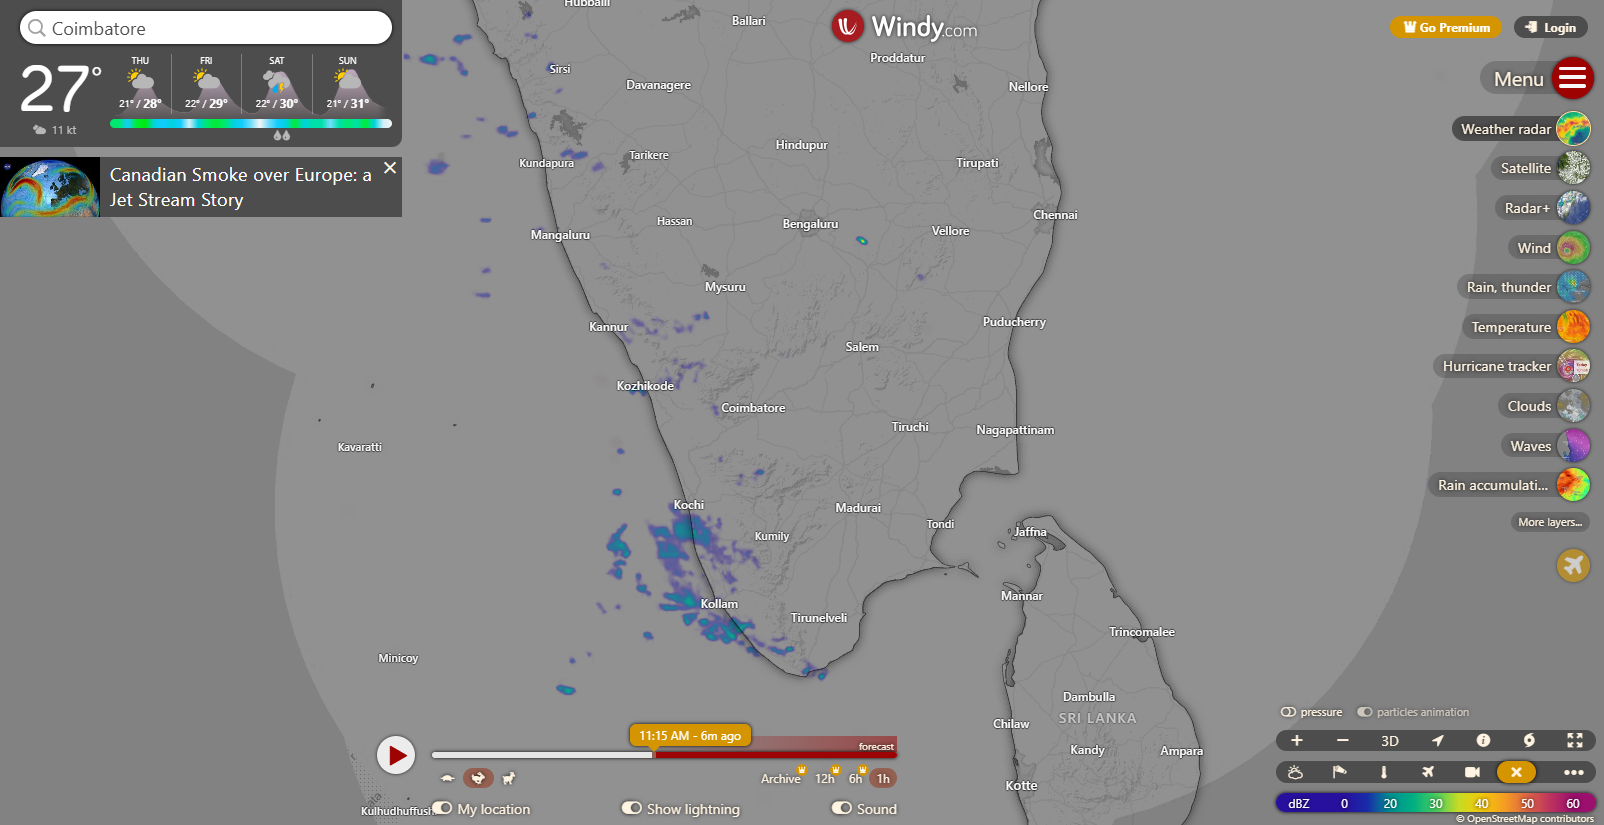 Coimbatore
27°
11 kt
THU
FRI
SAT
SUN
21° / 28°
22° / 29°
22° / 30°
21° / 31°
Canadian Smoke over Europe: a
Jet Stream Story
Windy.com
Go Premium
Login
Menu
Weather radar
Satellite
Radar+
Wind
Rain, thunder
Temperature
Hurricane tracker
Clouds
Waves
Rain accumulati...
More layers...
Hubballi
Ballari
Proddatur
Sirsi
Davanagere
Nellore
Hindupur
Kundapura
Tarikere
Tirupati
Hassan
Bengaluru
Chennai
Mangaluru
Vellore
Mysuru
Kannur
Puducherry
Salem
Kozhikode
Coimbatore
Tiruchi
Nagapattinam
Kavaratti
Kochi
Madurai
Tondi
Jaffna
Kumily
Mannar
Kollam
Tirunelveli
Trincomalee
Minicoy
Dambulla
Chilaw
SRI LANKA
Kandy
Ampara
Kotte
Kulhudhuffush
11:15 AM - 6m ago
forecast
Archive
12h
6h
1h
My location
Show lightning
Sound
pressure
particles animation
+
−
3D
dBZ
0
20
30
40
50
60
© OpenStreetMap contributors